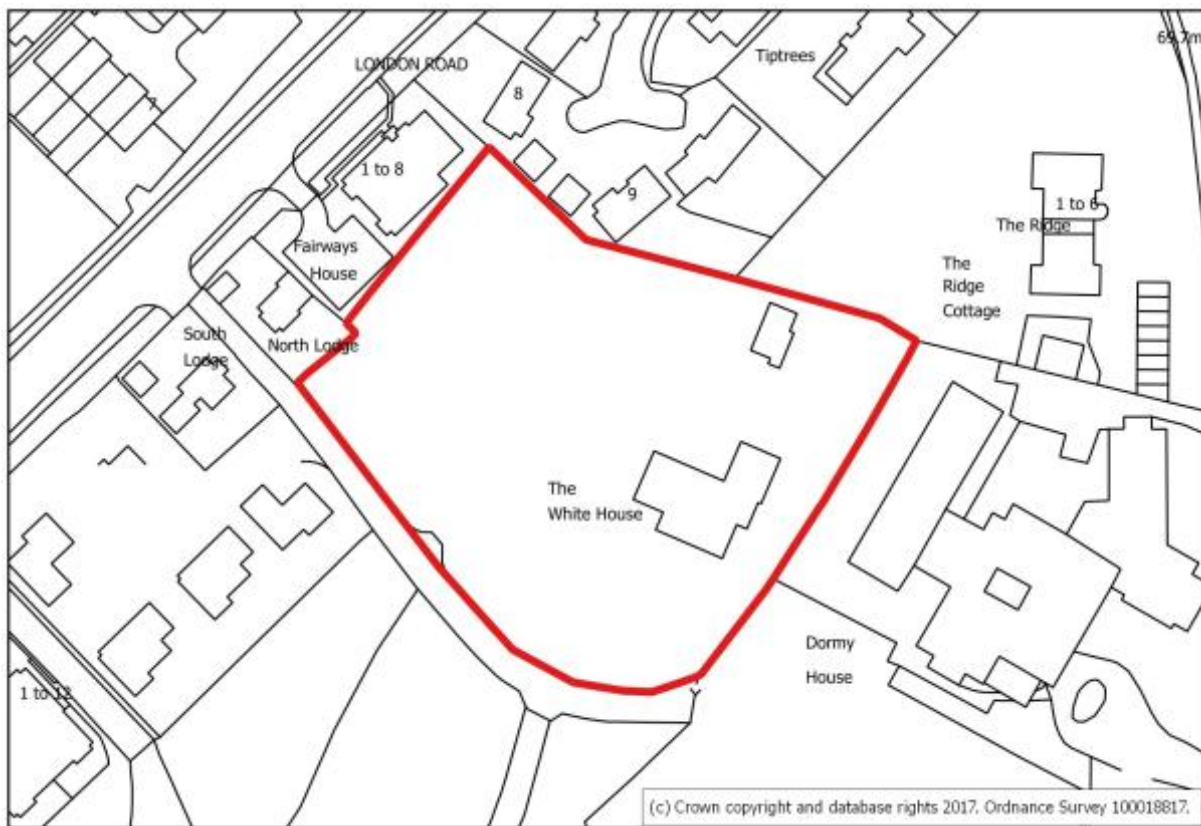 69.7m
LONDON ROAD
Tiptrees
8
7
1 to 8
9
1 to 6
The Ridge
Fairways
House
The
Ridge
Cottage
South
Lodge
North Lodge
The
White House
Dormy
House
1 to 12
(c) Crown copyright and database rights 2017. Ordnance Survey 100018817.